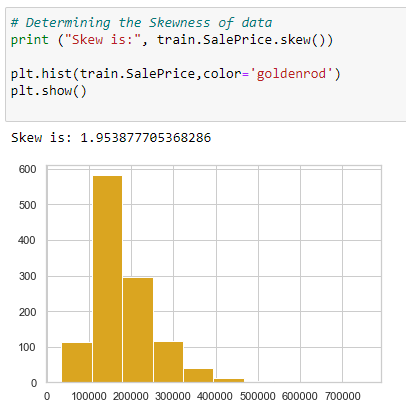 # Determining the Skewness of data
print ("Skew is:", train.SalePrice.skew())
plt.hist(train.SalePrice,color='goldenrod')
plt.show()
Skew is: 1.953877705368286
600
500
400
300
200
100
0
0 100000 200000 300000 400000 500000 600000 700000